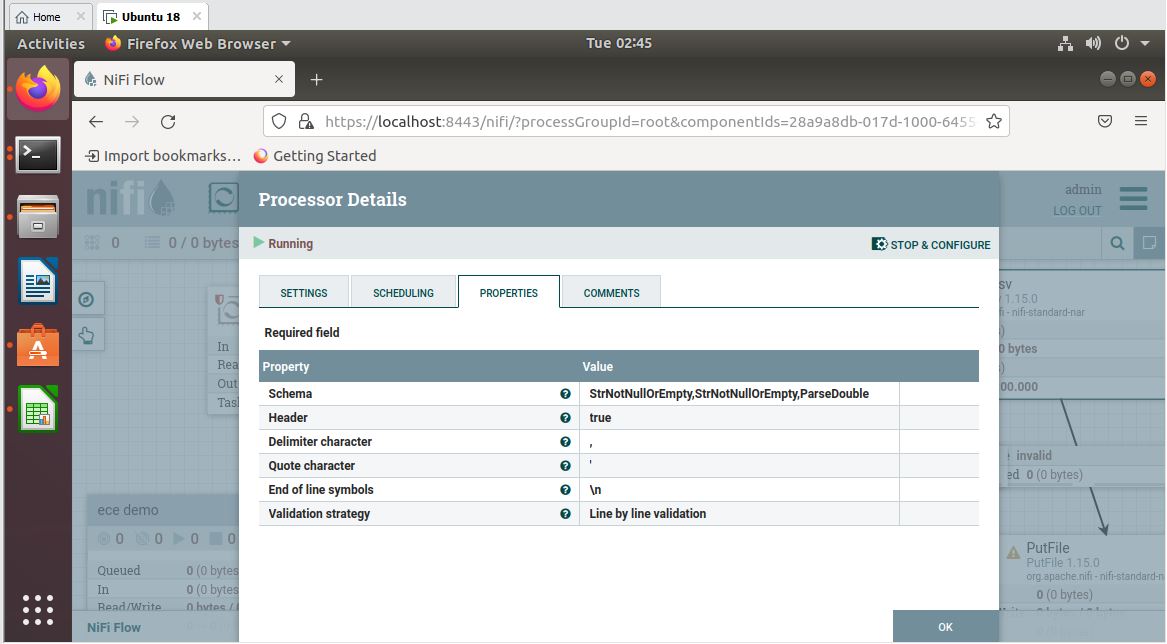 Home
Ubuntu 18
Activities
Firefox Web Browser
Tue 02:45
NiFi Flow
https://localhost:8443/nifi/?processGroupId=root&componentIds=28a9a8db-017d-1000-6455
Import bookmarks...
Getting Started
nifi
Processor Details
admin
LOG OUT
0
0 / 0 bytes
Running
STOP & CONFIGURE
SETTINGS
SCHEDULING
PROPERTIES
COMMENTS
Required field
Property
Value
Schema
StrNotNullOrEmpty,StrNotNullOrEmpty,ParseDouble
Header
true
Delimiter character
,
Quote character
'
End of line symbols
\n
Validation strategy
Line by line validation
In
Out
sv
1.15.0
fi - nifi-standard-nar
0 bytes
00.000
invalid
ed 0 (0 bytes)
PutFile
PutFile 1.15.0
org.apache.nifi - nifi-standard-n
0 (0 bytes)
ece demo
0
0
0
0
Queued
0 (0 bytes
In
0 (0 bytes
Read/Write
0 bytes /
NiFi Flow
OK